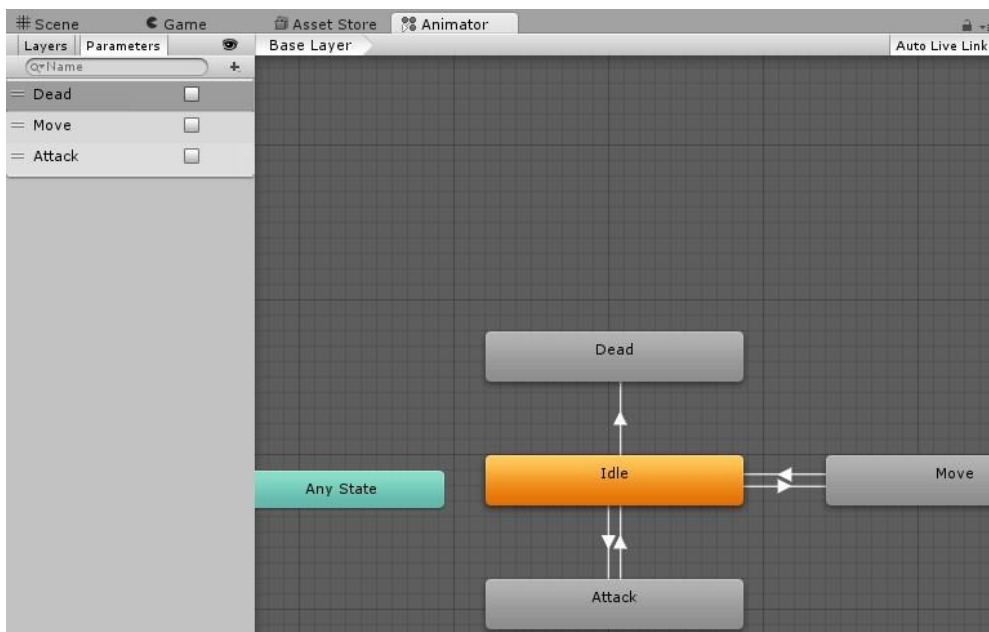 Scene Game Asset Store Animator
Layers Parameters Base Layer Auto Live Link
Name
Dead
Move
Attack
Dead
Idle
Move
Any State
Attack